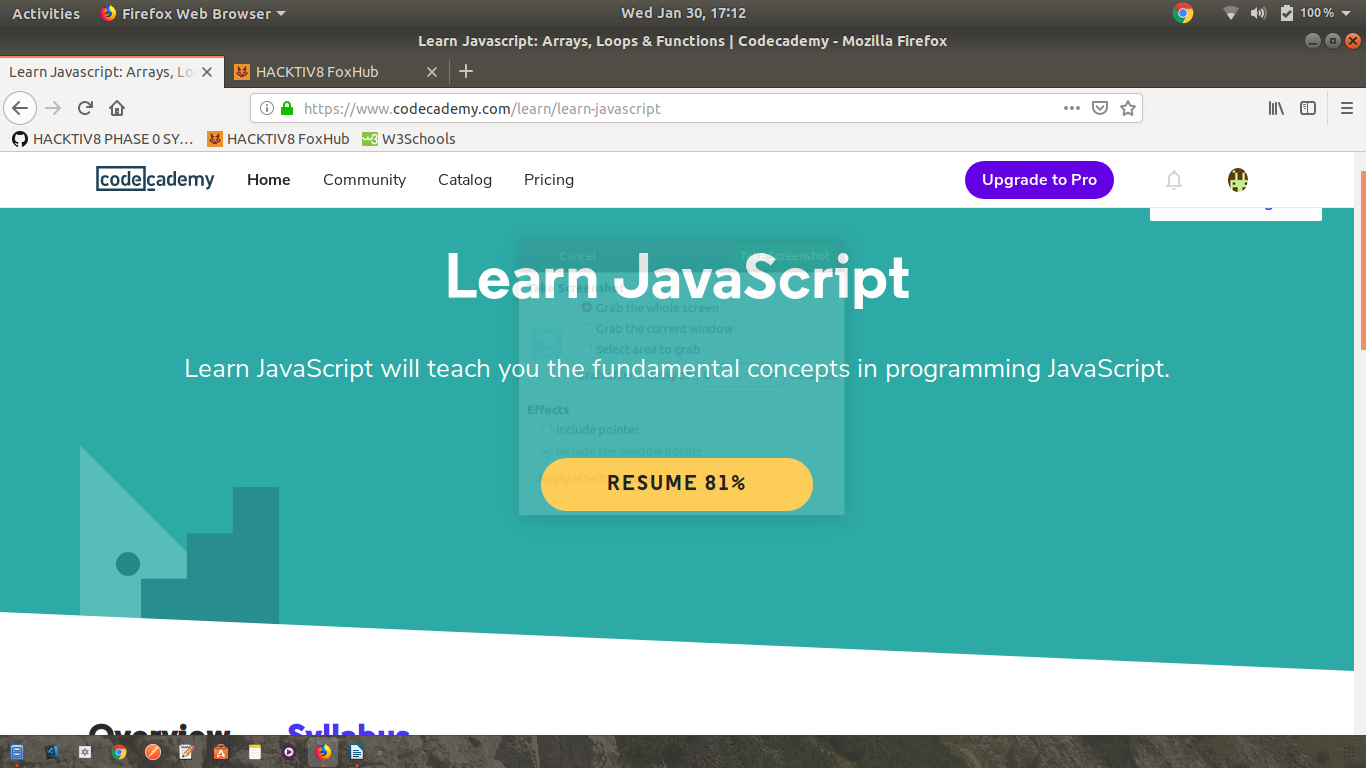 Activities Firefox Web Browser Wed Jan 30, 17:12 100%
Learn Javascript: Arrays, Loops & Functions | Codecademy - Mozilla Firefox
Learn Javascript: Arrays, Lo HACKTIV8 FoxHub
https://www.codecademy.com/learn/learn-javascript
HACKTIV8 PHASE 0 SY... HACKTIV8 FoxHub W3Schools
codecademy Home Community Catalog Pricing Upgrade to Pro
Cancel Take Screenshot
Learn JavaScript
Take Screenshot
Grab the whole screen
Grab the current window
Select area to grab
Learn JavaScript will teach you the fundamental concepts in programming JavaScript.
Effects
Include pointer
Include the window border
Apply effect
RESUME 81%
Overview Syllabus